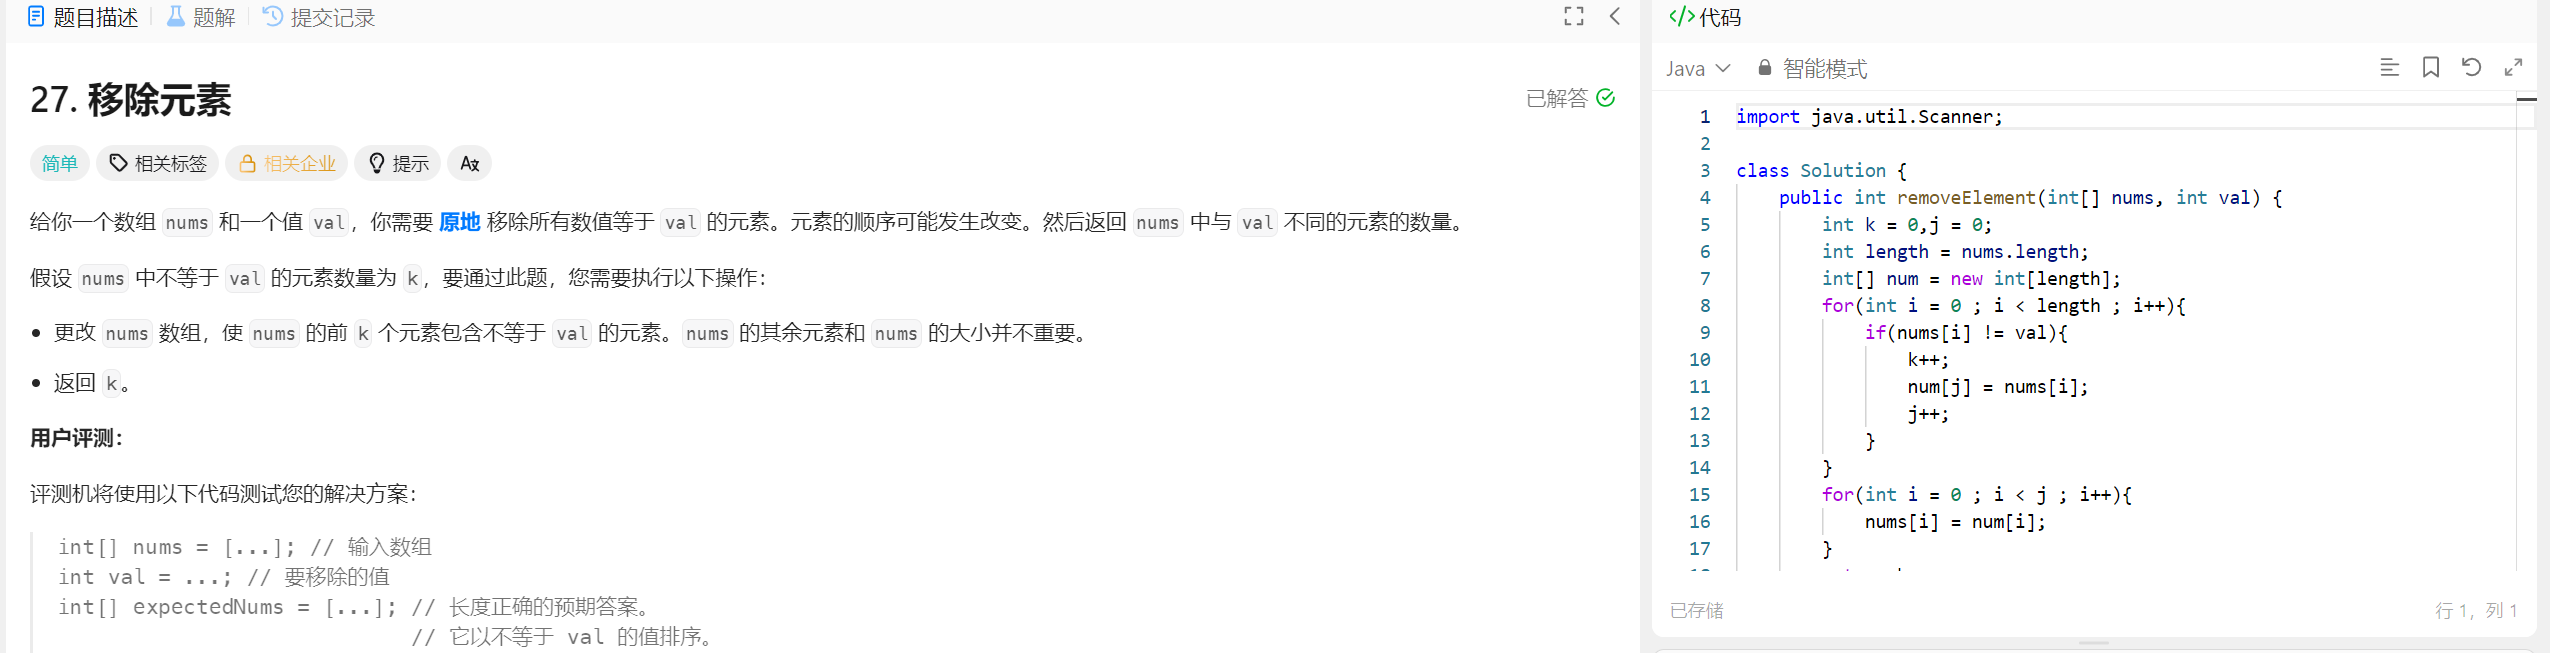 题目描述 题解 提交记录
27. 移除元素
已解答
简单 相关标签 相关企业 提示
给你一个数组 nums 和一个值 val，你需要 原地 移除所有数值等于 val 的元素。元素的顺序可能发生改变。然后返回 nums 中与 val 不同的元素的数量。
假设 nums 中不等于 val 的元素数量为 k，要通过此题，您需要执行以下操作：
• 更改 nums 数组，使 nums 的前 k 个元素包含不等于 val 的元素。nums 的其余元素和 nums 的大小并不重要。
• 返回 k。
用户评测：
评测机将使用以下代码测试您的解决方案：
int[] nums = [...]; // 输入数组
int val = ...; // 要移除的值
int[] expectedNums = [...]; // 长度正确的预期答案。
// 它以不等于 val 的值排序。
</>代码
Java 智能模式
1 import java.util.Scanner;
2
3 class Solution {
4 public int removeElement(int[] nums, int val) {
5 int k = 0,j = 0;
6 int length = nums.length;
7 int[] num = new int[length];
8 for(int i = 0 ; i < length ; i++){
9 if(nums[i] != val){
10 k++;
11 num[j] = nums[i];
12 j++;
13 }
14 }
15 for(int i = 0 ; i < j ; i++){
16 nums[i] = num[i];
17 }
已存储
行 1, 列 1